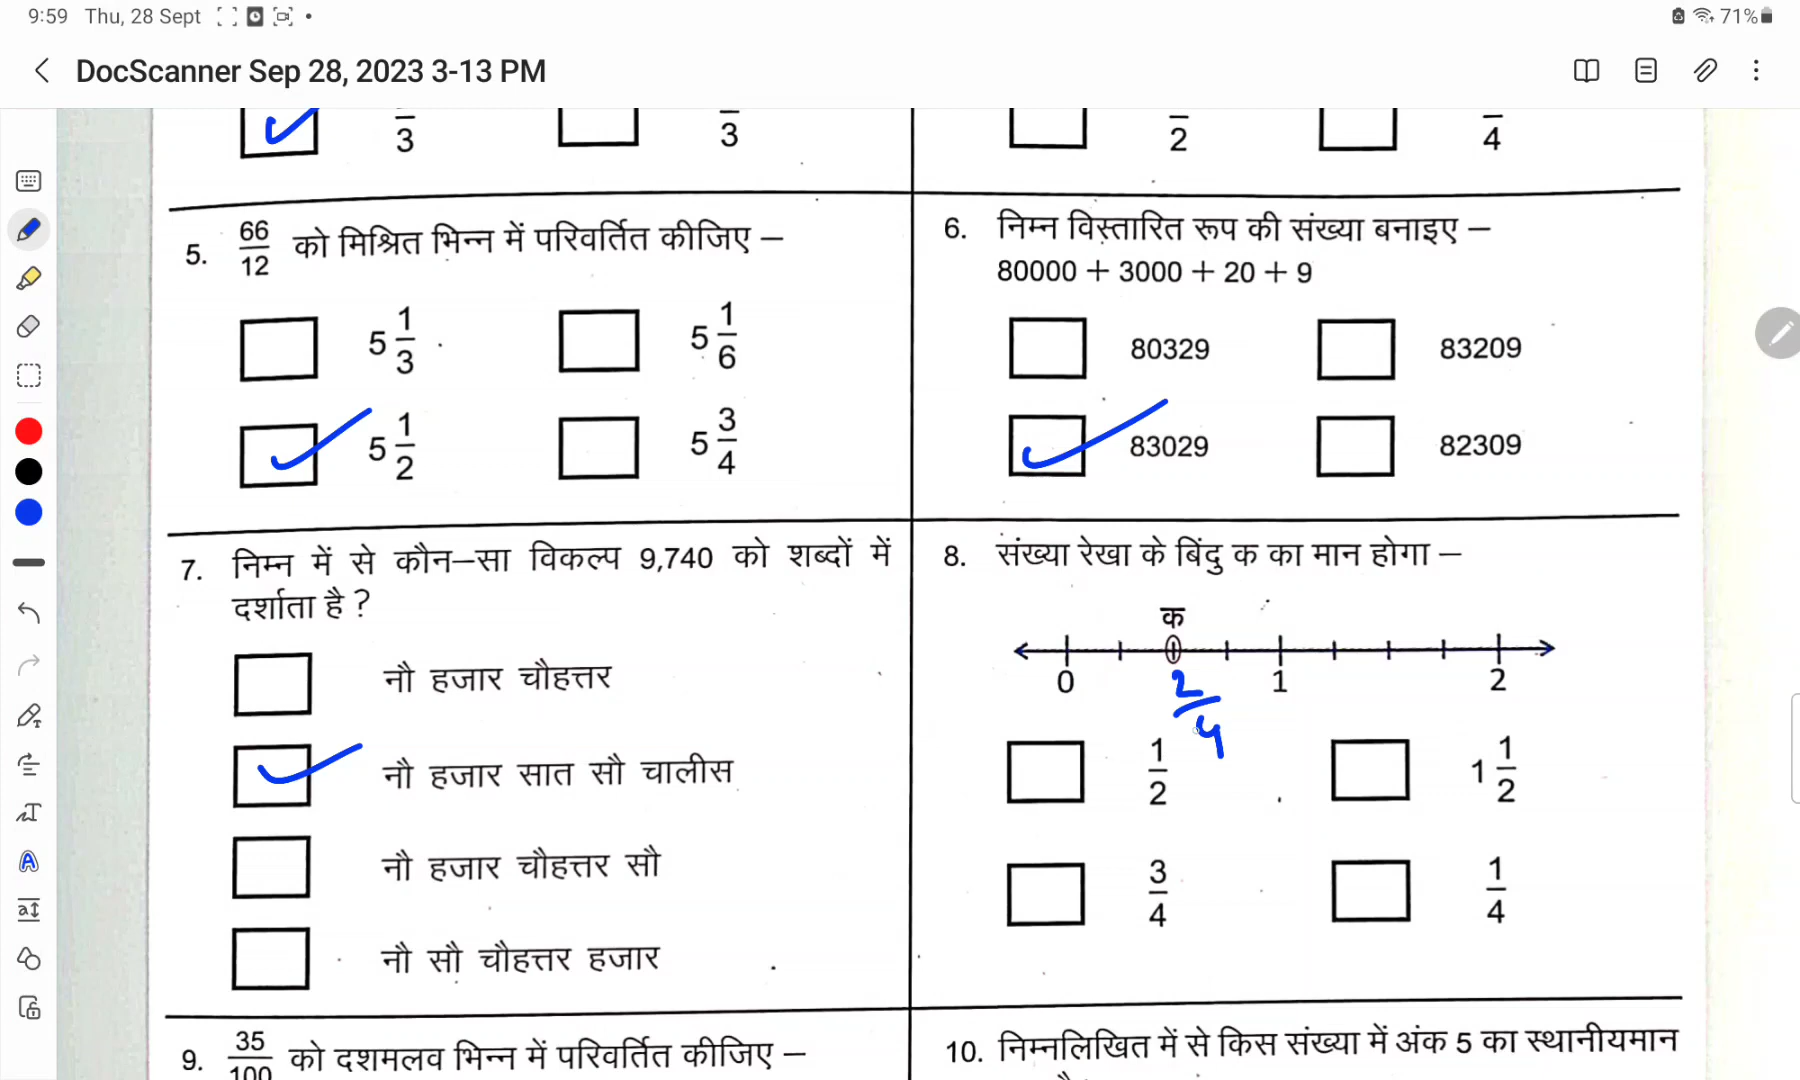 9:59 Thu, 28 Sept 71%
DocScanner Sep 28, 2023 3-13 PM
3 3
2 4
5. 66/12 को मिश्रित भिन्न में परिवर्तित कीजिए –
5 1/3 5 1/6
5 1/2 5 3/4
6. निम्न विस्तारित रूप की संख्या बनाइए –
80000 + 3000 + 20 + 9
80329 83209
83029 82309
7. निम्न में से कौन–सा विकल्प 9,740 को शब्दों में
दर्शाता है ?
नौ हजार चौहत्तर
नौ हजार सात सौ चालीस
नौ हजार चौहत्तर सौ
नौ सौ चौहत्तर हजार
8. संख्या रेखा के बिंदु क का मान होगा –
क
0 1 2
2/4
1/2 1 1/2
3/4 1/4
9. 35/100 को दशमलव भिन्न में परिवर्तित कीजिए –
10. निम्नलिखित में से किस संख्या में अंक 5 का स्थानीयमान